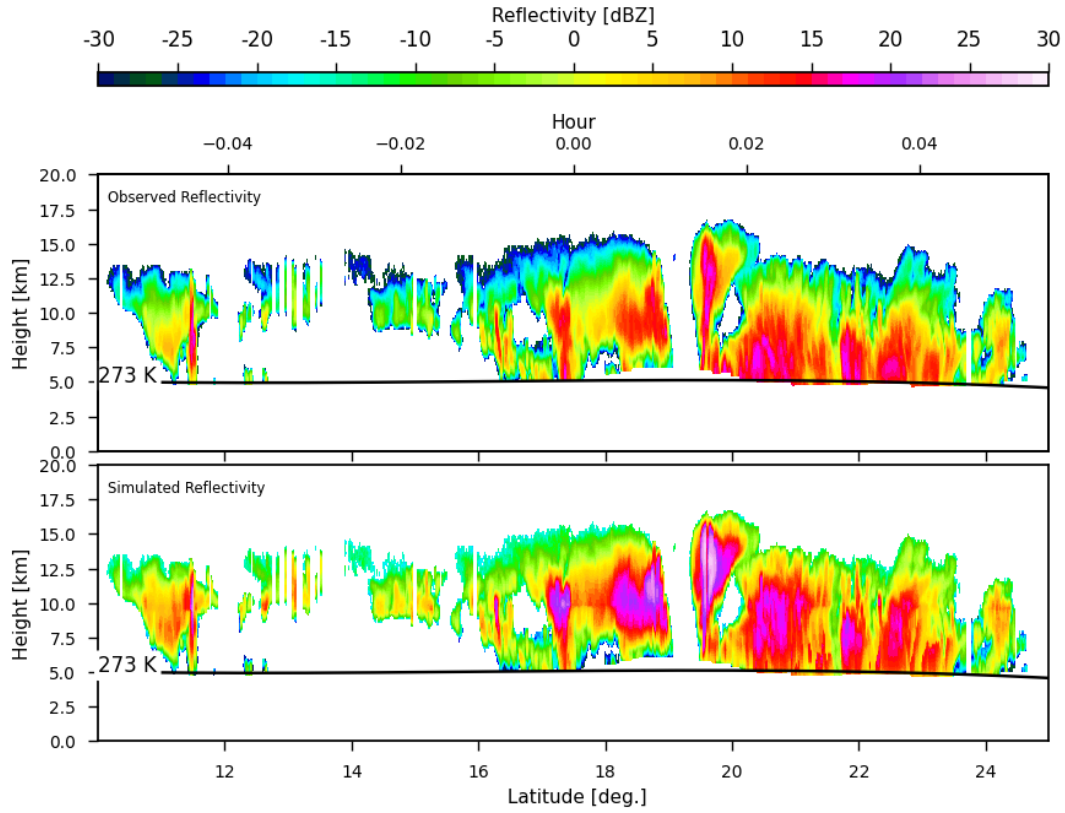 Reflectivity [dBZ]
-30 -25 -20 -15 -10 -5 0 5 10 15 20 25 30
Hour
−0.04 −0.02 0.00 0.02 0.04
Observed Reflectivity
Height [km]
20.0
17.5
15.0
12.5
10.0
7.5
5.0
2.5
0.0
273 K
Simulated Reflectivity
Height [km]
20.0
17.5
15.0
12.5
10.0
7.5
5.0
2.5
0.0
273 K
12 14 16 18 20 22 24
Latitude [deg.]